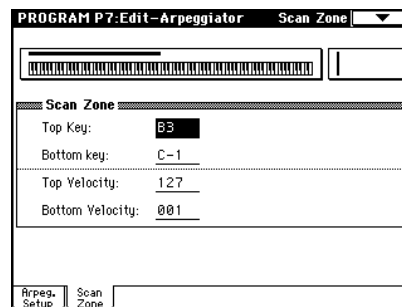 PROGRAM P7:Edit-Arpeggiator Scan Zone
Scan Zone
Top Key: B3
Bottom key: C-1
Top Velocity: 127
Bottom Velocity: 001
Arpeg. Setup Scan Zone